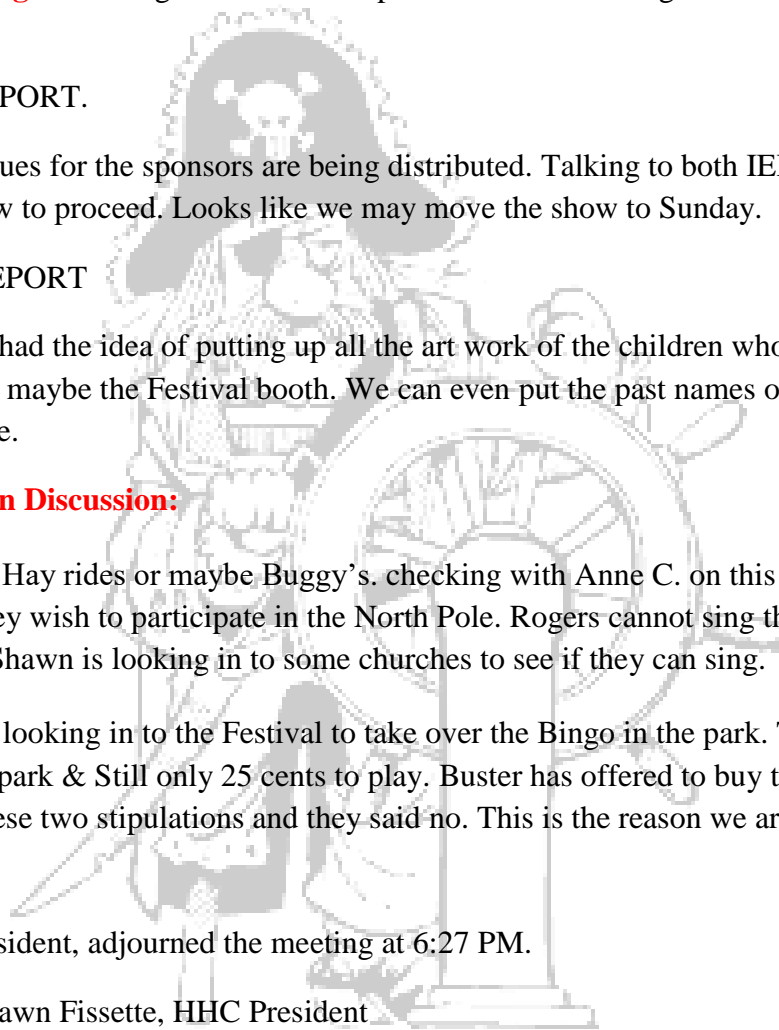 PORT.
ues for the sponsors are being distributed. Talking to both
w to proceed. Looks like we may move the show to Sunday.
EPORT
had the idea of putting up all the art work of the children who
maybe the Festival booth. We can even put the past names o
e.
n Discussion:
Hay rides or maybe Buggy's. checking with Anne C. on this
ey wish to participate in the North Pole. Rogers cannot sing th
Shawn is looking in to some churches to see if they can sing.
looking in to the Festival to take over the Bingo in the park.
park & Still only 25 cents to play. Buster has offered to buy t
ese two stipulations and they said no. This is the reason we ar
sident, adjourned the meeting at 6:27 PM.
awn Fissette, HHC President